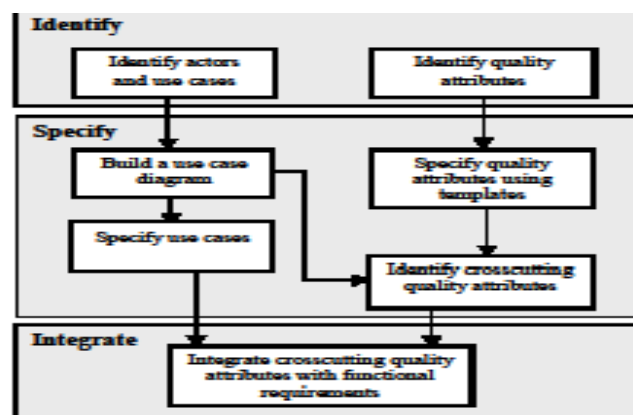 Identify
Identify actors
and use cases
Identify quality
attributes
Specify
Build a use case
diagram
Specify quality
attributes using
templates
Specify use cases
Identify crosscutting
quality attributes
Integrate
Integrate crosscutting quality
attributes with functional
requirements